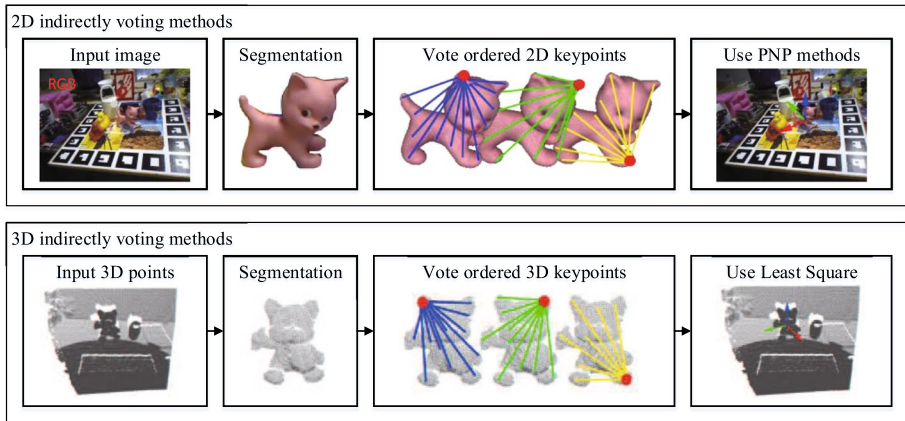 2D indirectly voting methods
Input image
Segmentation
Vote ordered 2D keypoints
Use PNP methods
RGB
3D indirectly voting methods
Input 3D points
Segmentation
Vote ordered 3D keypoints
Use Least Square